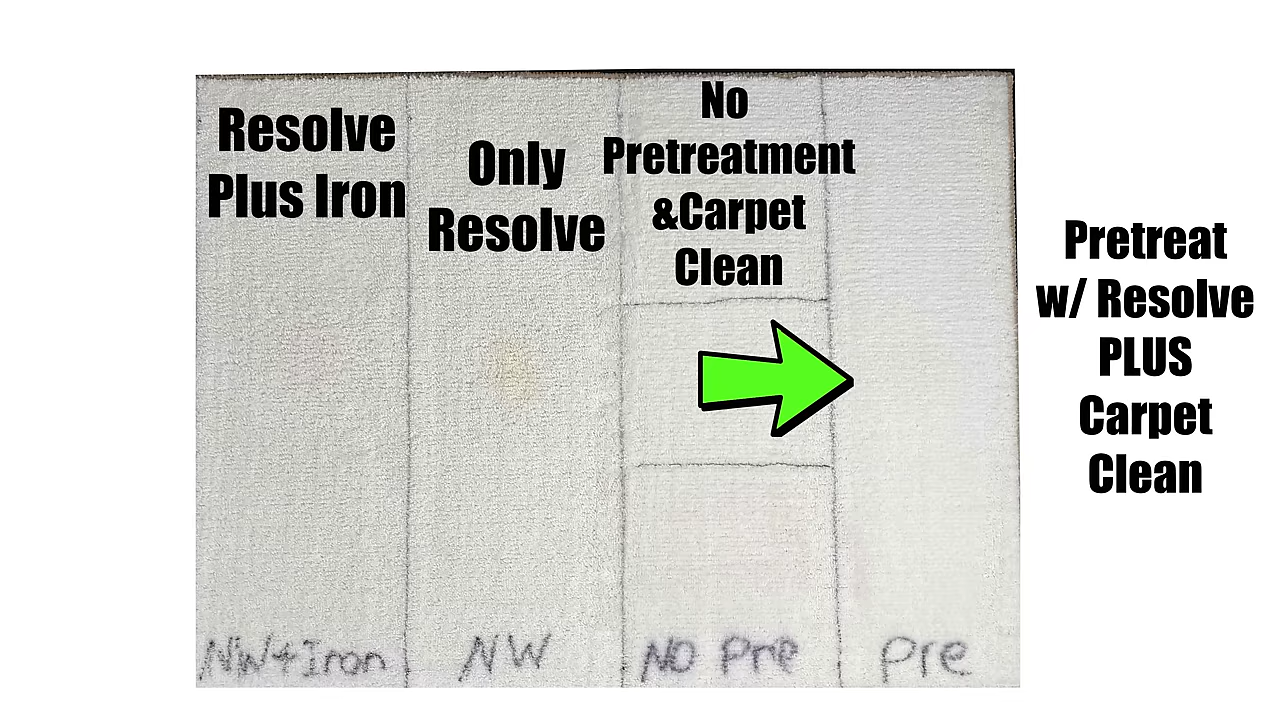 Resolve
Plus Iron
Only
Resolve
No
Pretreatment
&Carpet
Clean
Pretreat
w/ Resolve
PLUS
Carpet
Clean
NW+Iron
NW
NO Pre
Pre